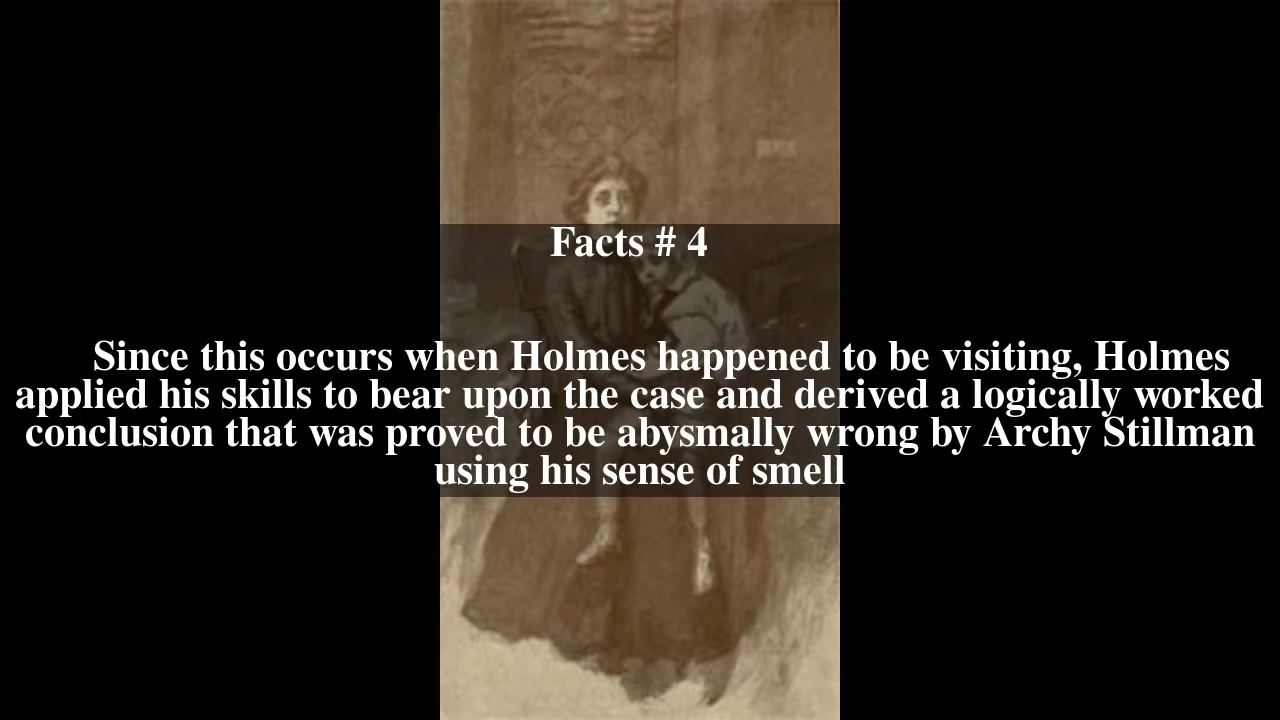 Facts # 4
Since this occurs when Holmes happened to be visiting, Holmes
applied his skills to bear upon the case and derived a logically worked
conclusion that was proved to be abysmally wrong by Archy Stillman
using his sense of smell